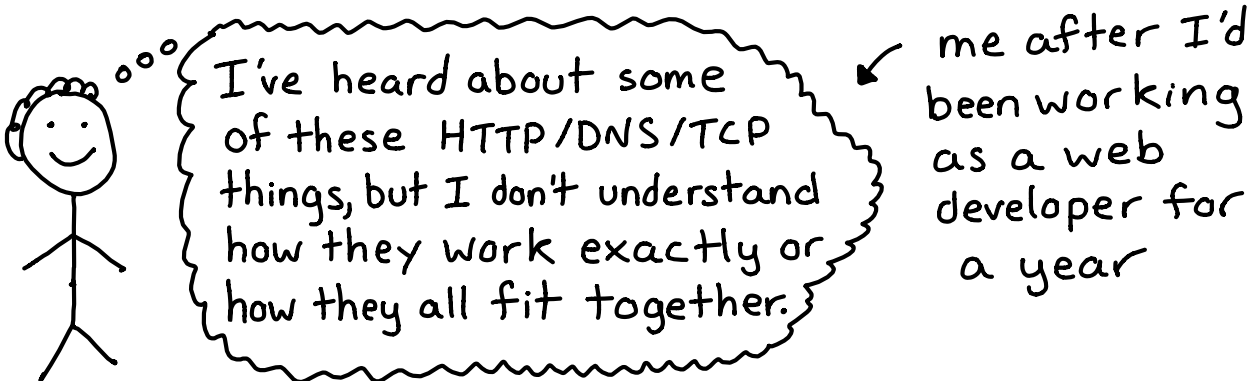 I've heard about some
of these HTTP/DNS/TCP
things, but I don't understand
how they work exactly or
how they all fit together.
me after I'd
been working
as a web
developer for
a year